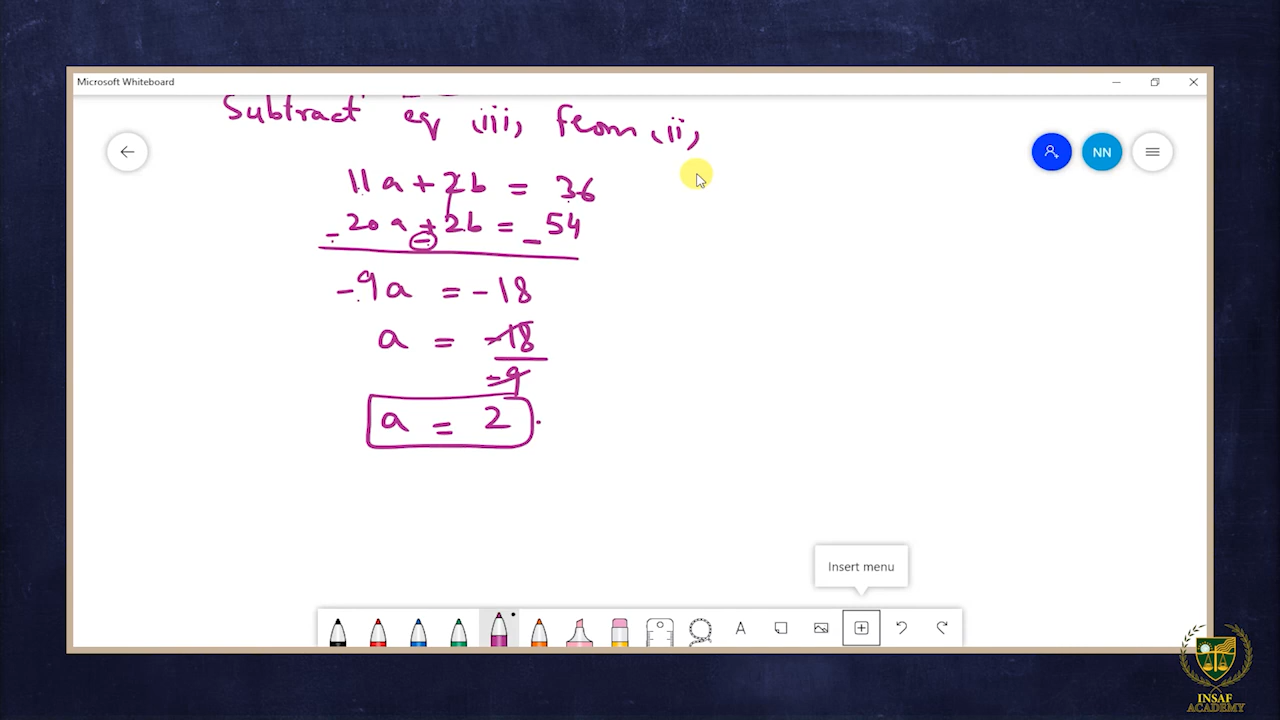 Microsoft Whiteboard
Subtract eq (iii) from (ii)
NN
11a + 2b = 36
- 20a + 2b = - 54
-9a = -18
a = -18
-9
a = 2 .
Insert menu
A
INSAF
ACADEMY